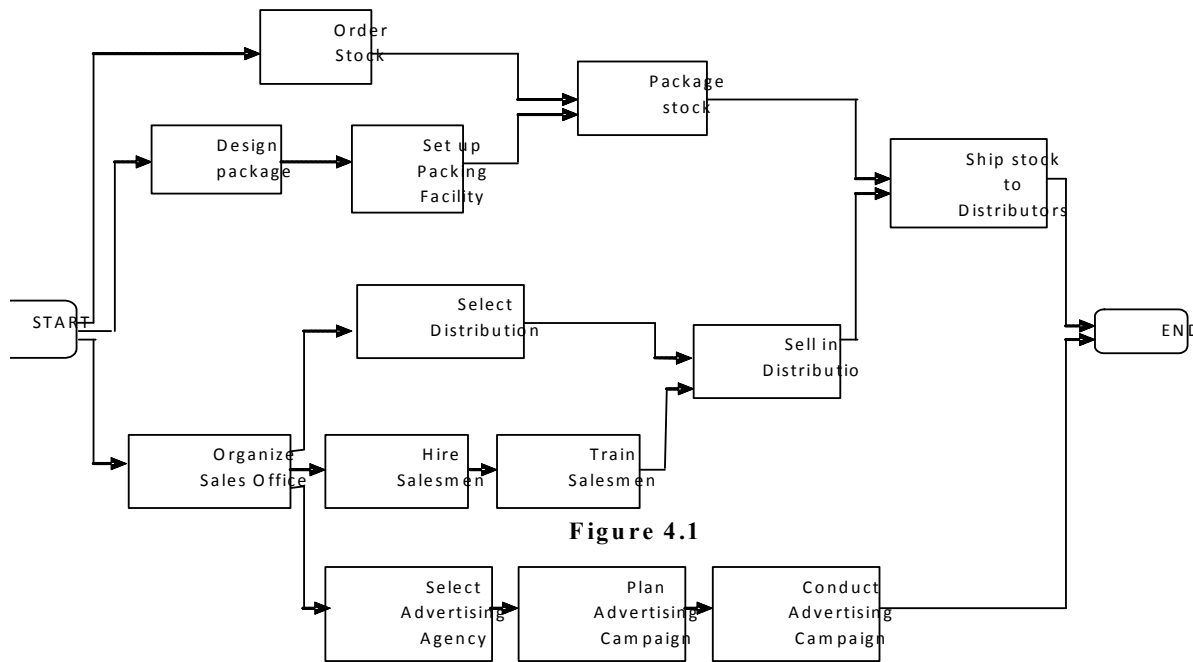 Order
Stock
Package
stock
Design
package
Set up
Packing
Facility
Ship stock
to
Distributors
START
Select
Distribution
Sell in
Distributio
END
Organize
Sales Office
Hire
Salesmen
Train
Salesmen
Figure 4.1
Select
Advertising
Agency
Plan
Advertising
Campaign
Conduct
Advertising
Campaign